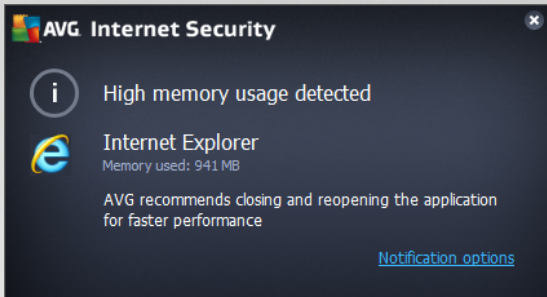 AVG Internet Security
High memory usage detected
Internet Explorer
Memory used: 941 MB
AVG recommends closing and reopening the application
for faster performance
Notification options